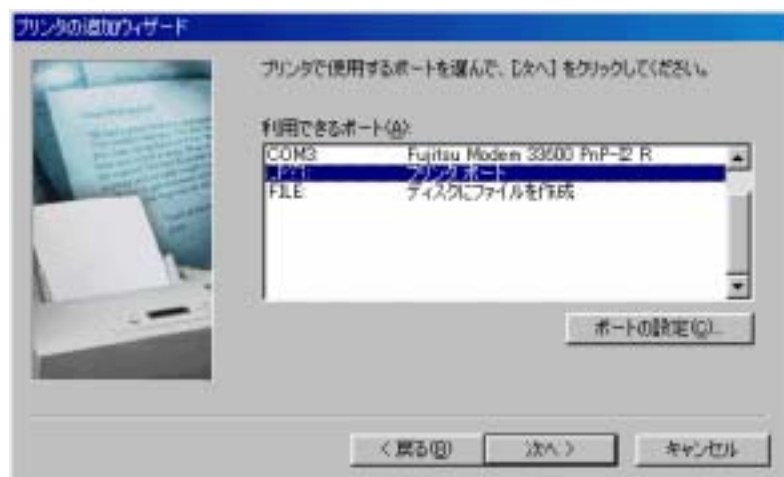 プリンタの追加ウィザード
プリンタで使用するポートを選んで、[次へ] をクリックしてください。
利用できるポート(A):
COM3: Fujitsu Modem 33600 PnP-I2 R
LPT1: プリンタ ポート
FILE: ディスクにファイルを作成
ポートの設定(C)...
< 戻る(B)
次へ >
キャンセル